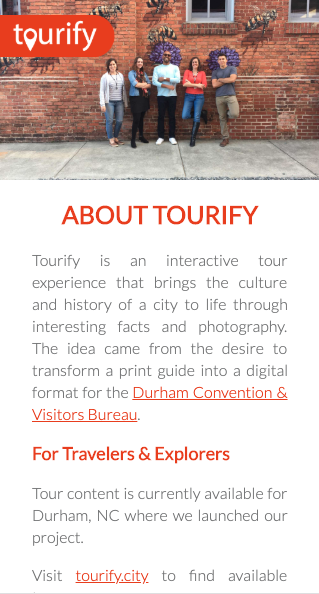 tourify
ABOUT TOURIFY
Tourify is an interactive tour
experience that brings the culture
and history of a city to life through
interesting facts and photography.
The idea came from the desire to
transform a print guide into a digital
format for the Durham Convention &
Visitors Bureau.
For Travelers & Explorers
Tour content is currently available for
Durham, NC where we launched our
project.
Visit tourify.city to find available